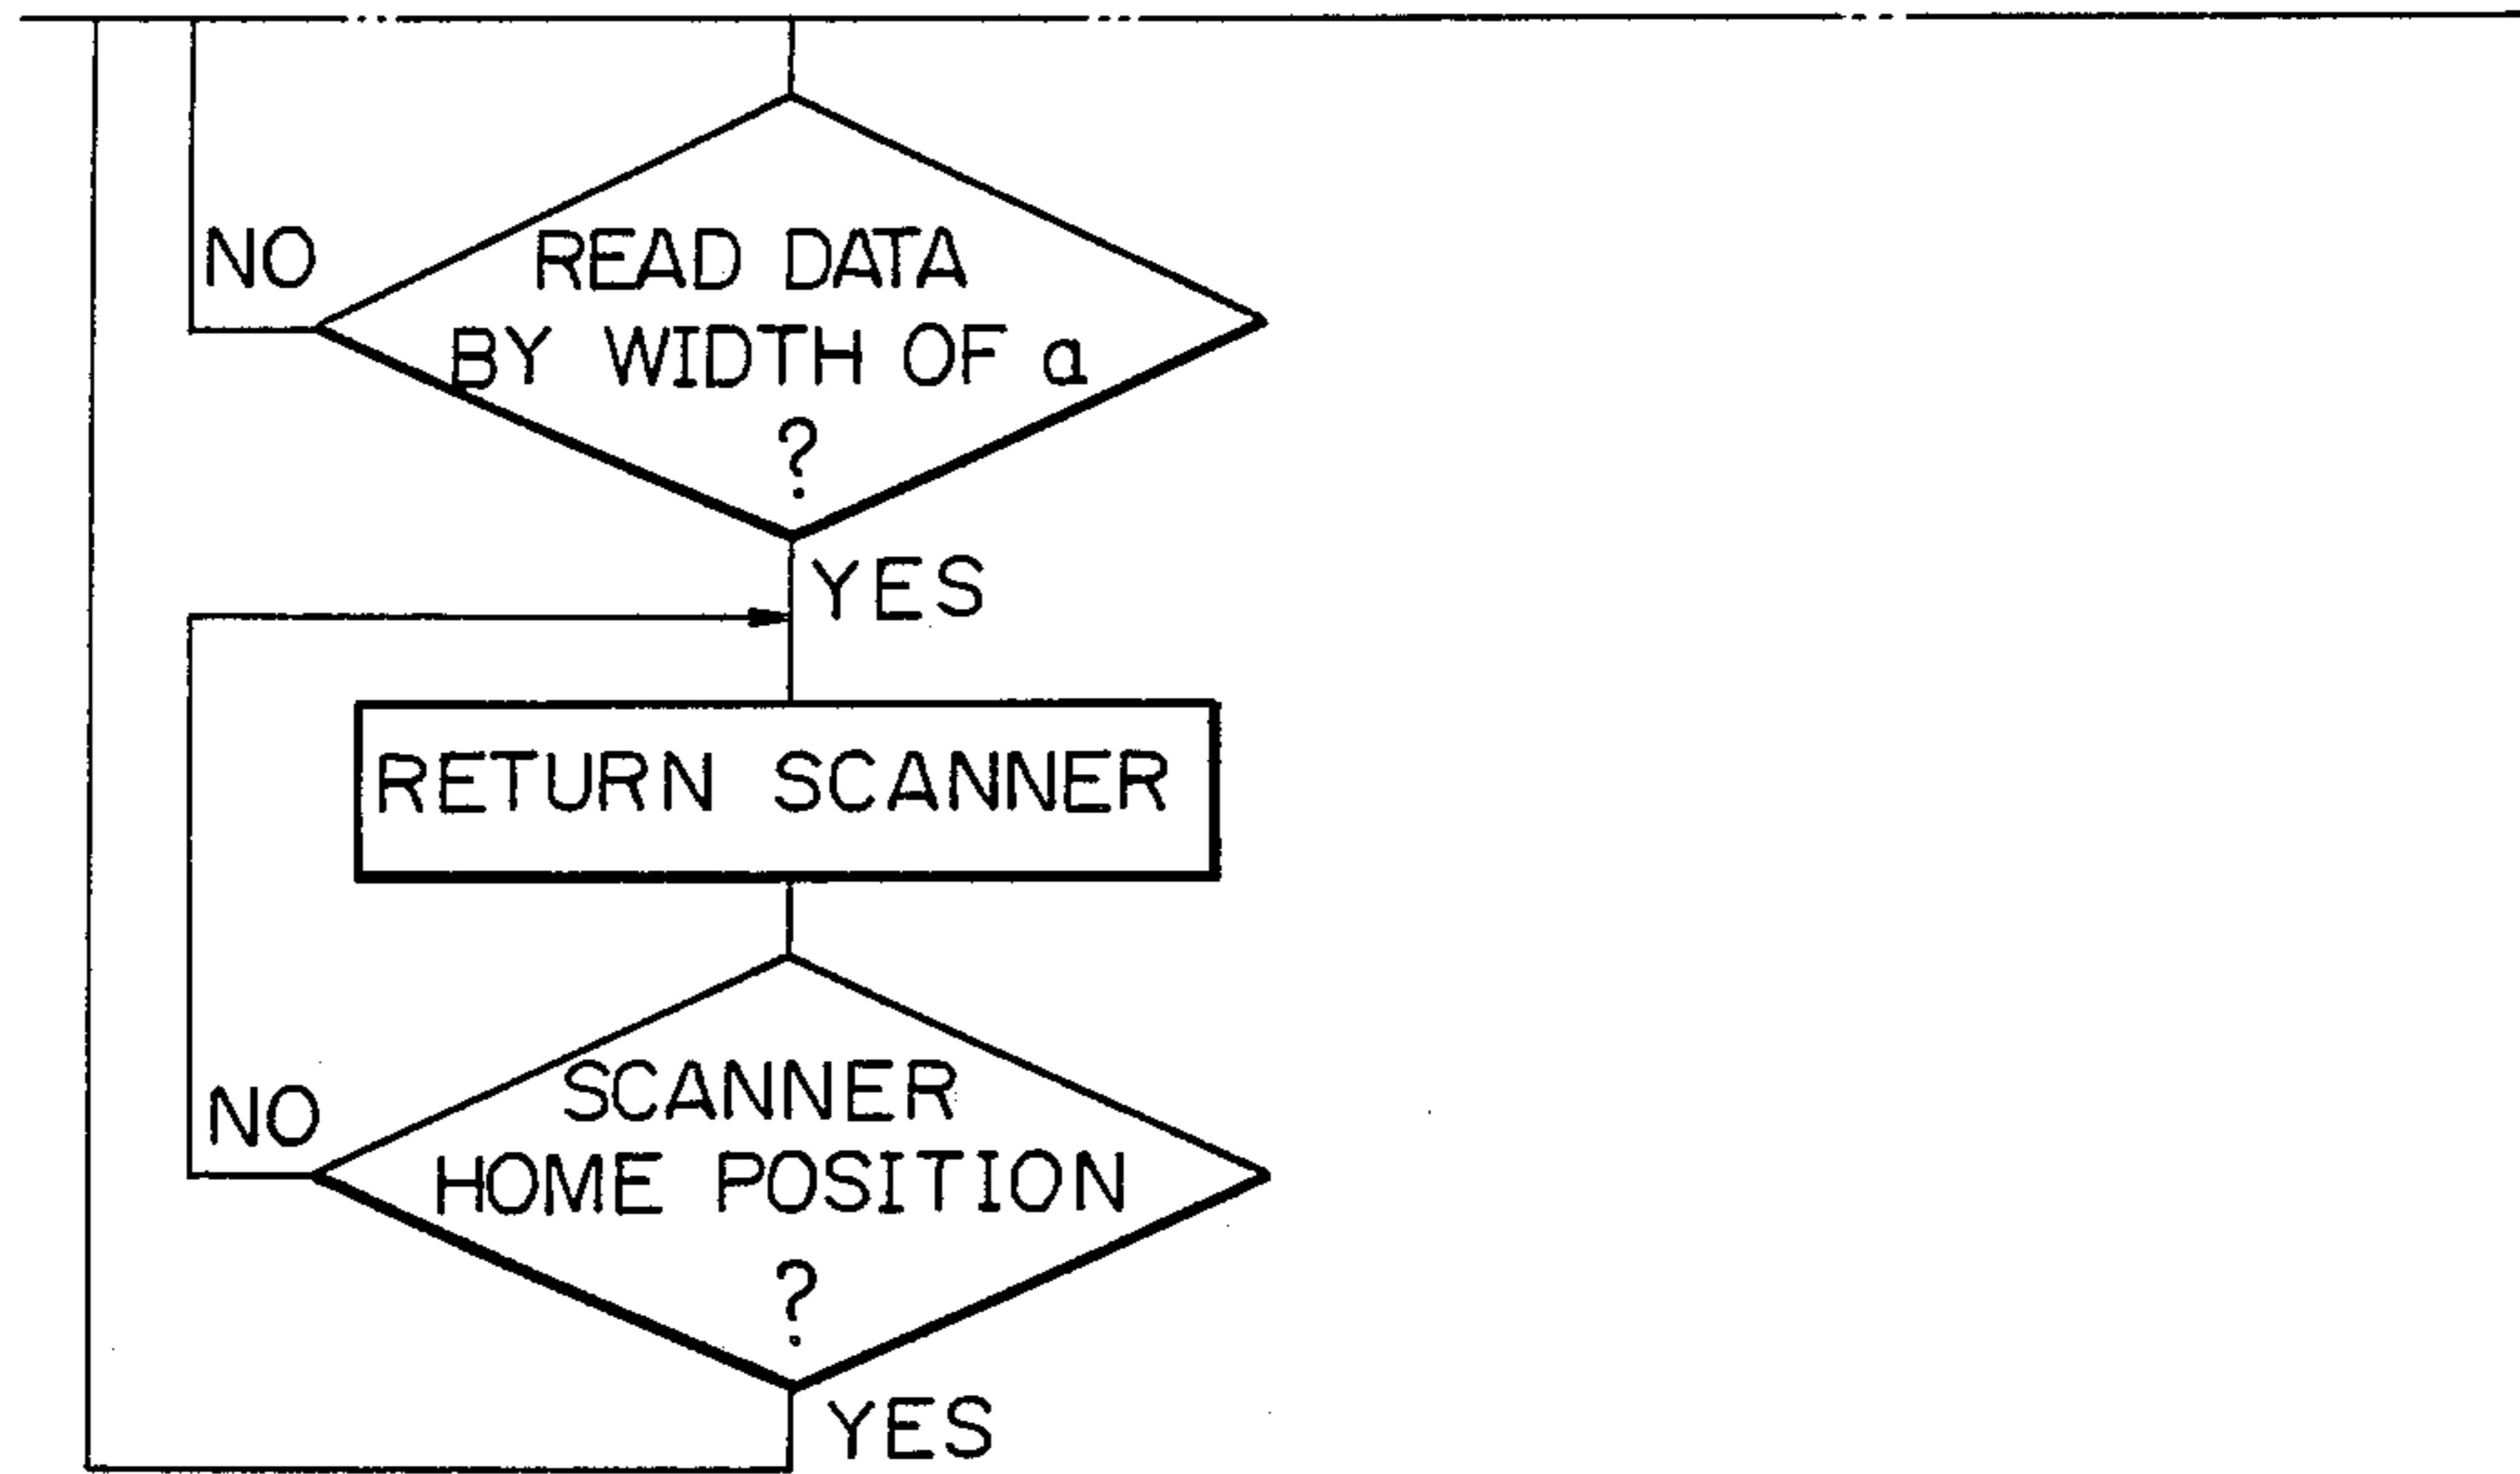 NO
READ DATA
BY WIDTH OF a
?
YES
RETURN SCANNER
NO
SCANNER
HOME POSITION
?
YES